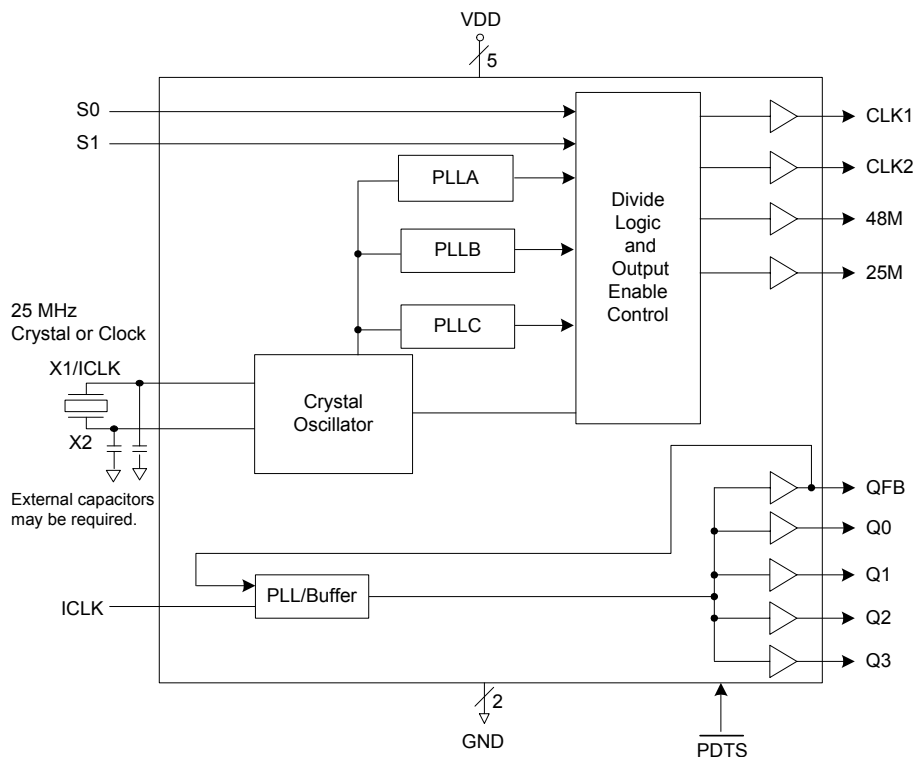 VDD
5
S0
S1
PLLA
PLLB
PLLC
Divide
Logic
and
Output
Enable
Control
CLK1
CLK2
48M
25M
25 MHz
Crystal or Clock
X1/ICLK
X2
Crystal
Oscillator
External capacitors
may be required.
ICLK
PLL/Buffer
QFB
Q0
Q1
Q2
Q3
2
GND
PDTS